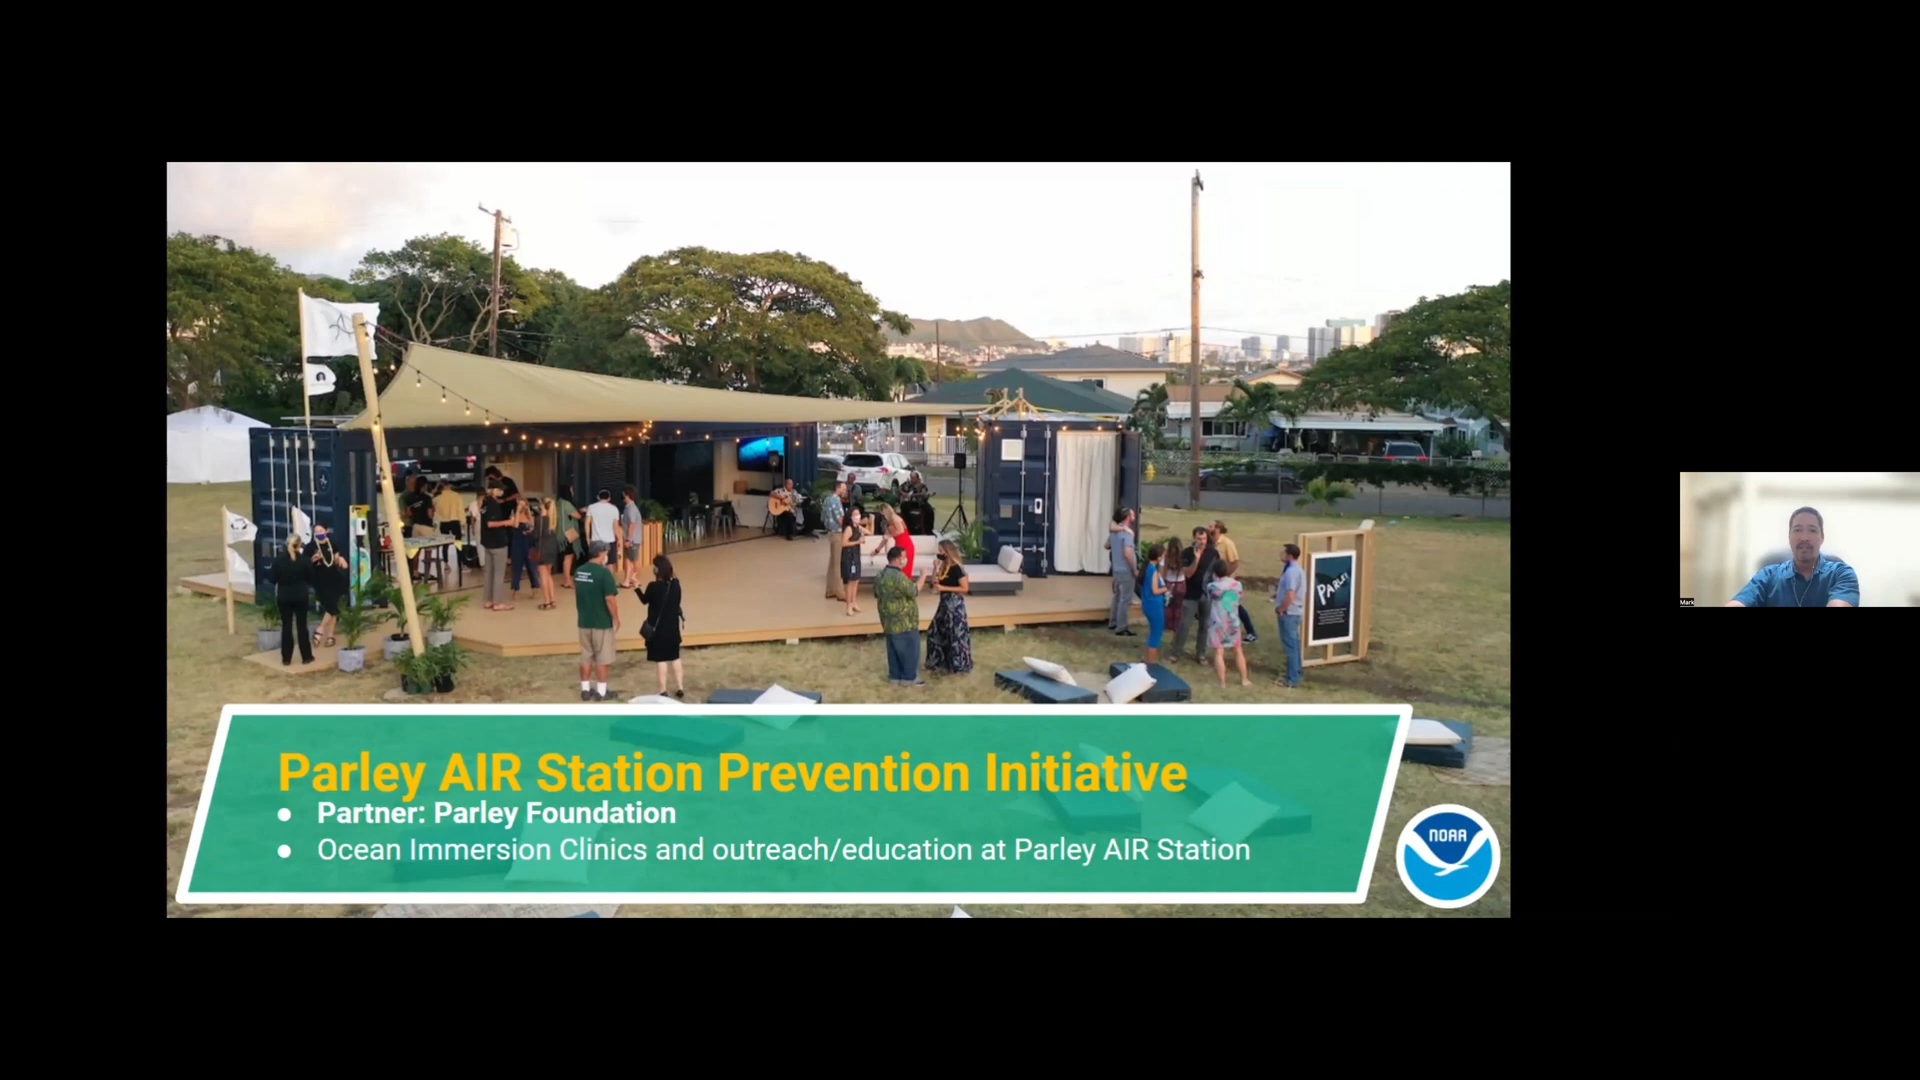 PARLEY
Parley AIR Station Prevention Initiative
Partner: Parley Foundation
Ocean Immersion Clinics and outreach/education at Parley AIR Station
NOAA
Mark